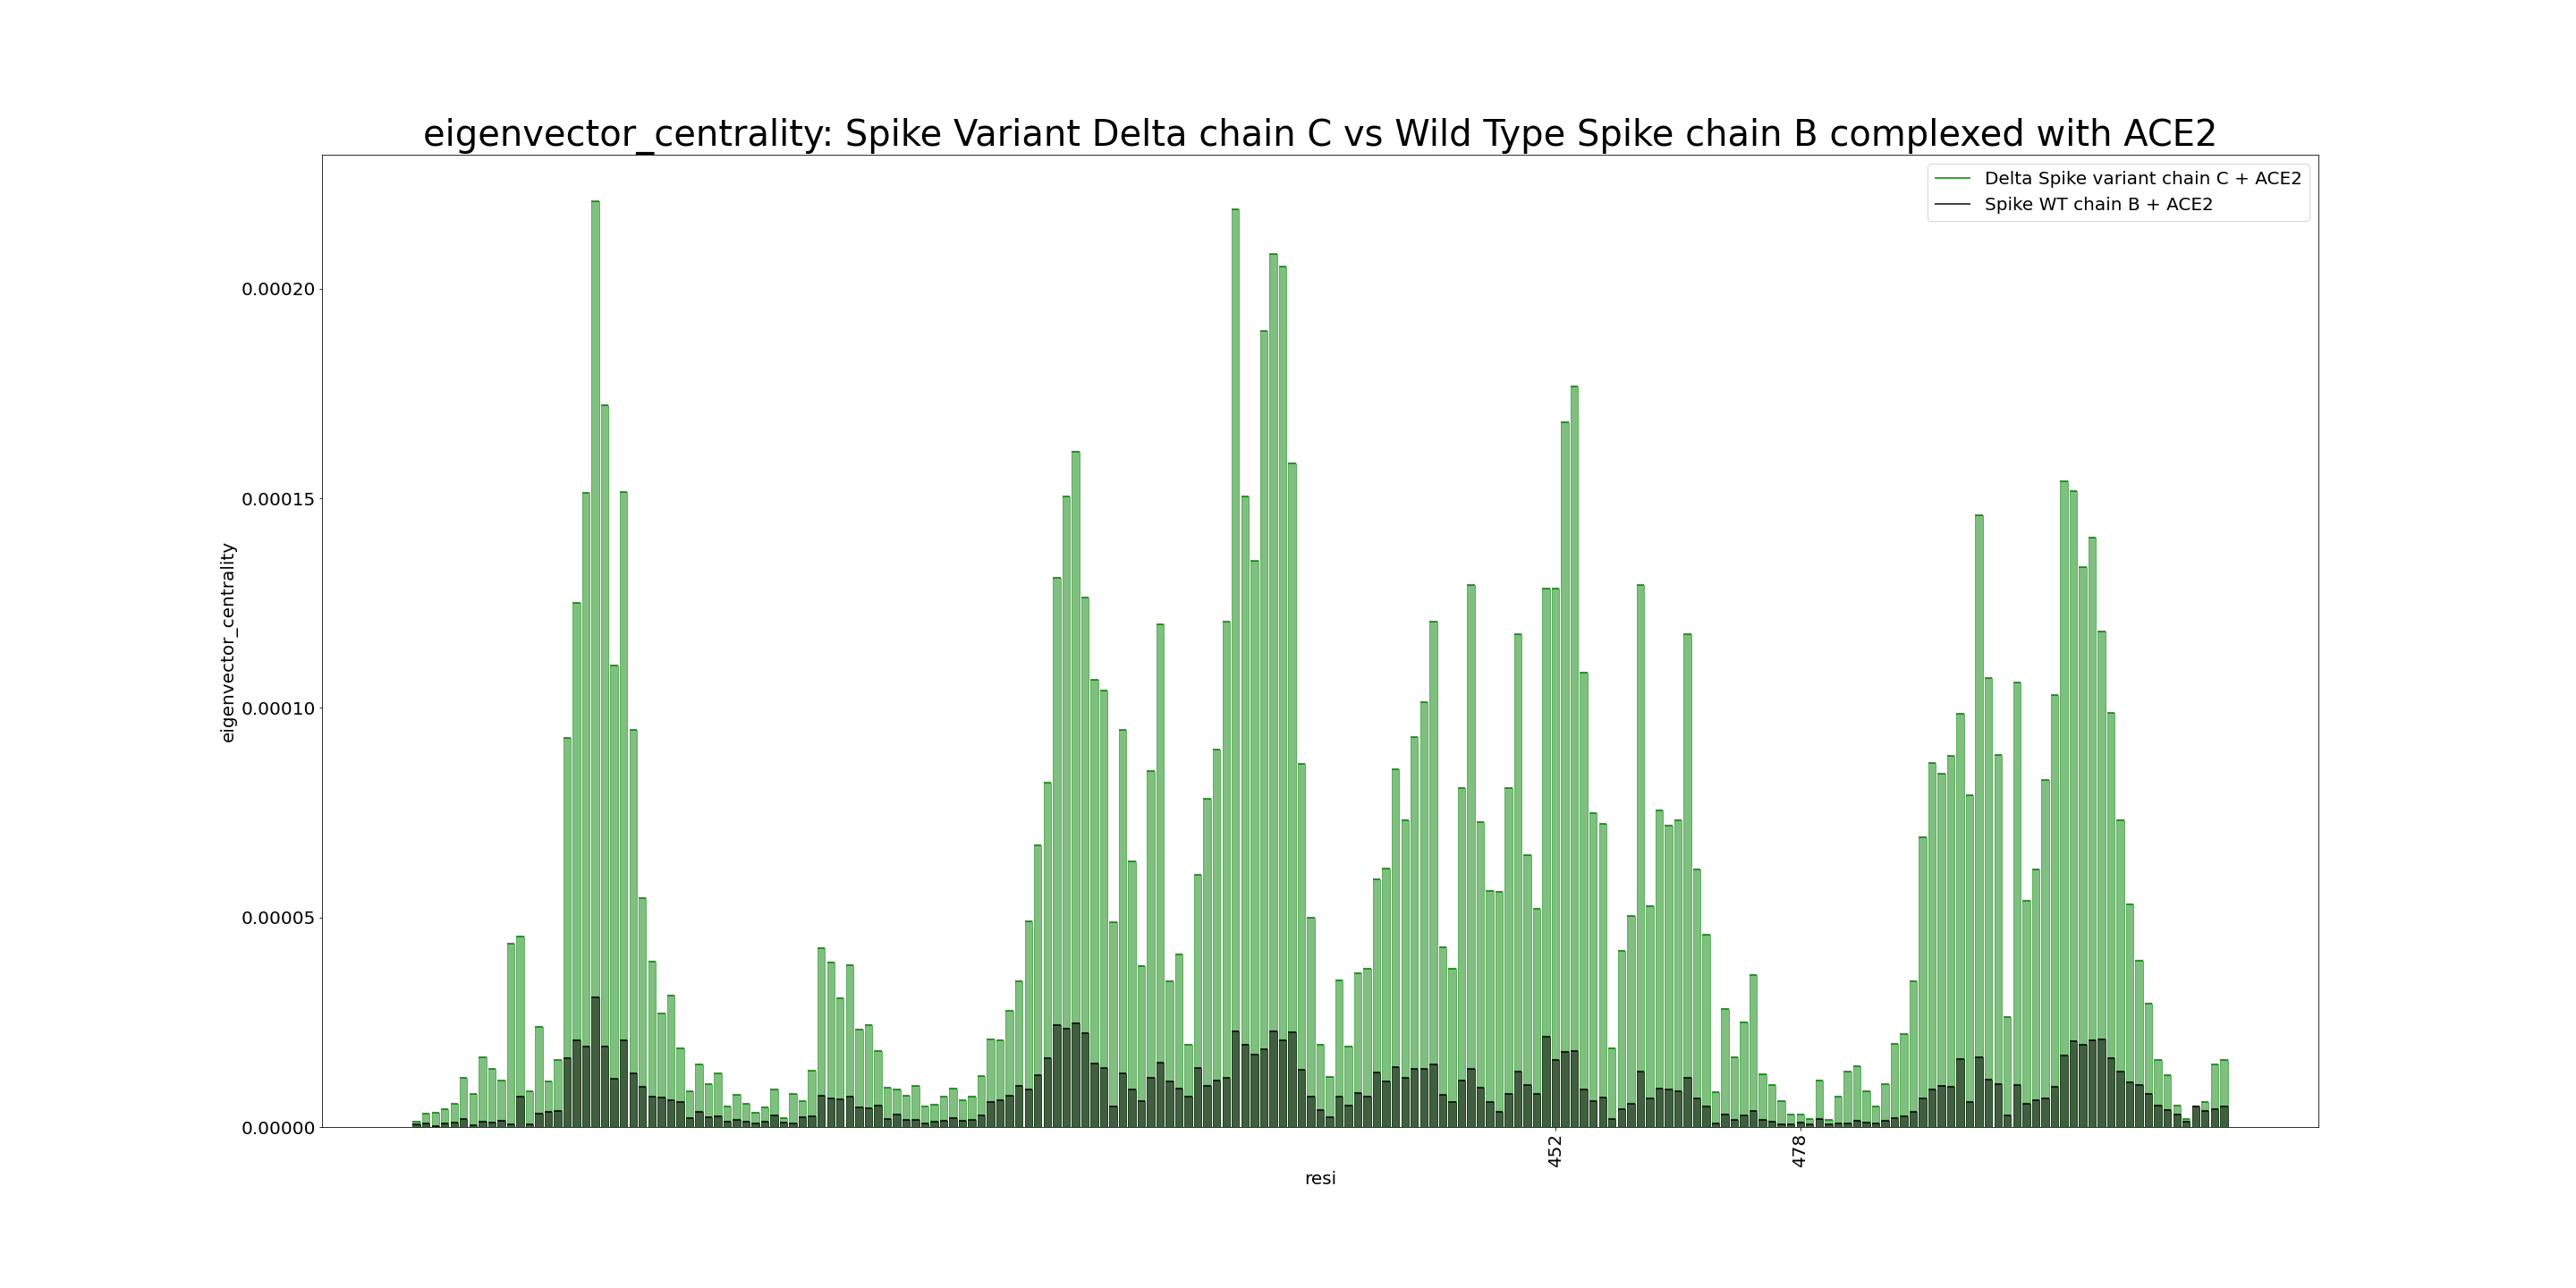 eigenvector_centrality: Spike Variant Delta chain C vs Wild Type Spike chain B complexed with ACE2
Delta Spike variant chain C + ACE2
Spike WT chain B + ACE2
0.00020
0.00015
0.00010
0.00005
0.00000
eigenvector_centrality
452
478
resi